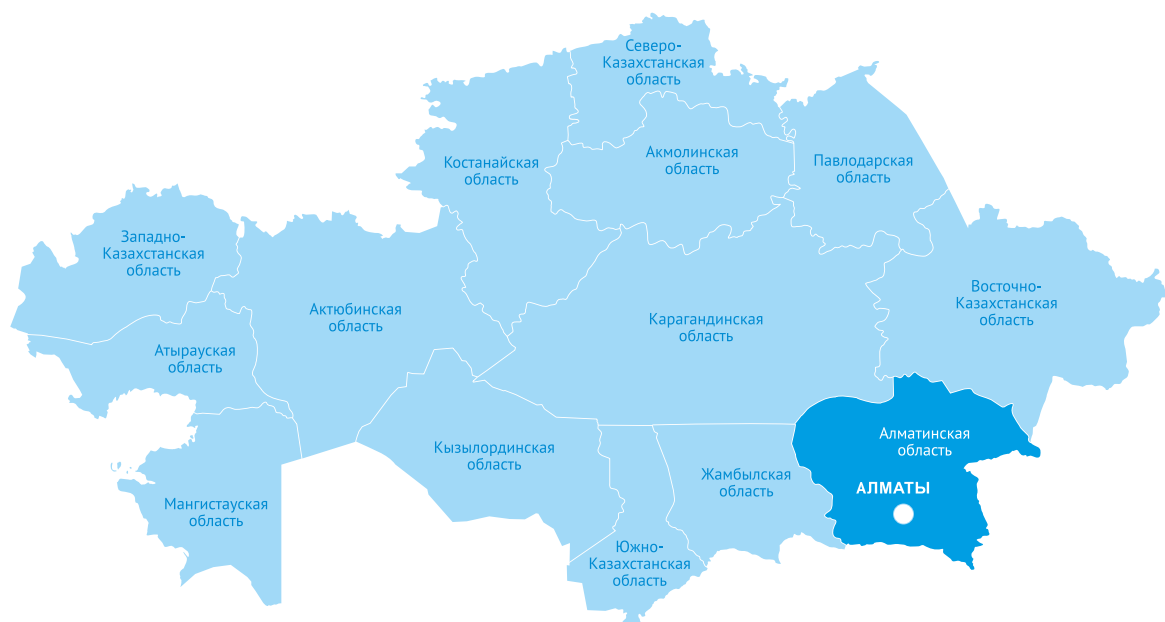 Северо-
Казахстанская
область
Костанайская
область
Акмолинская
область
Павлодарская
область
Западно-
Казахстанская
область
Актюбинская
область
Карагандинская
область
Восточно-
Казахстанская
область
Атырауская
область
Мангистауская
область
Кызылординская
область
Жамбылская
область
Южно-
Казахстанская
область
Алматинская
область
АЛМАТЫ